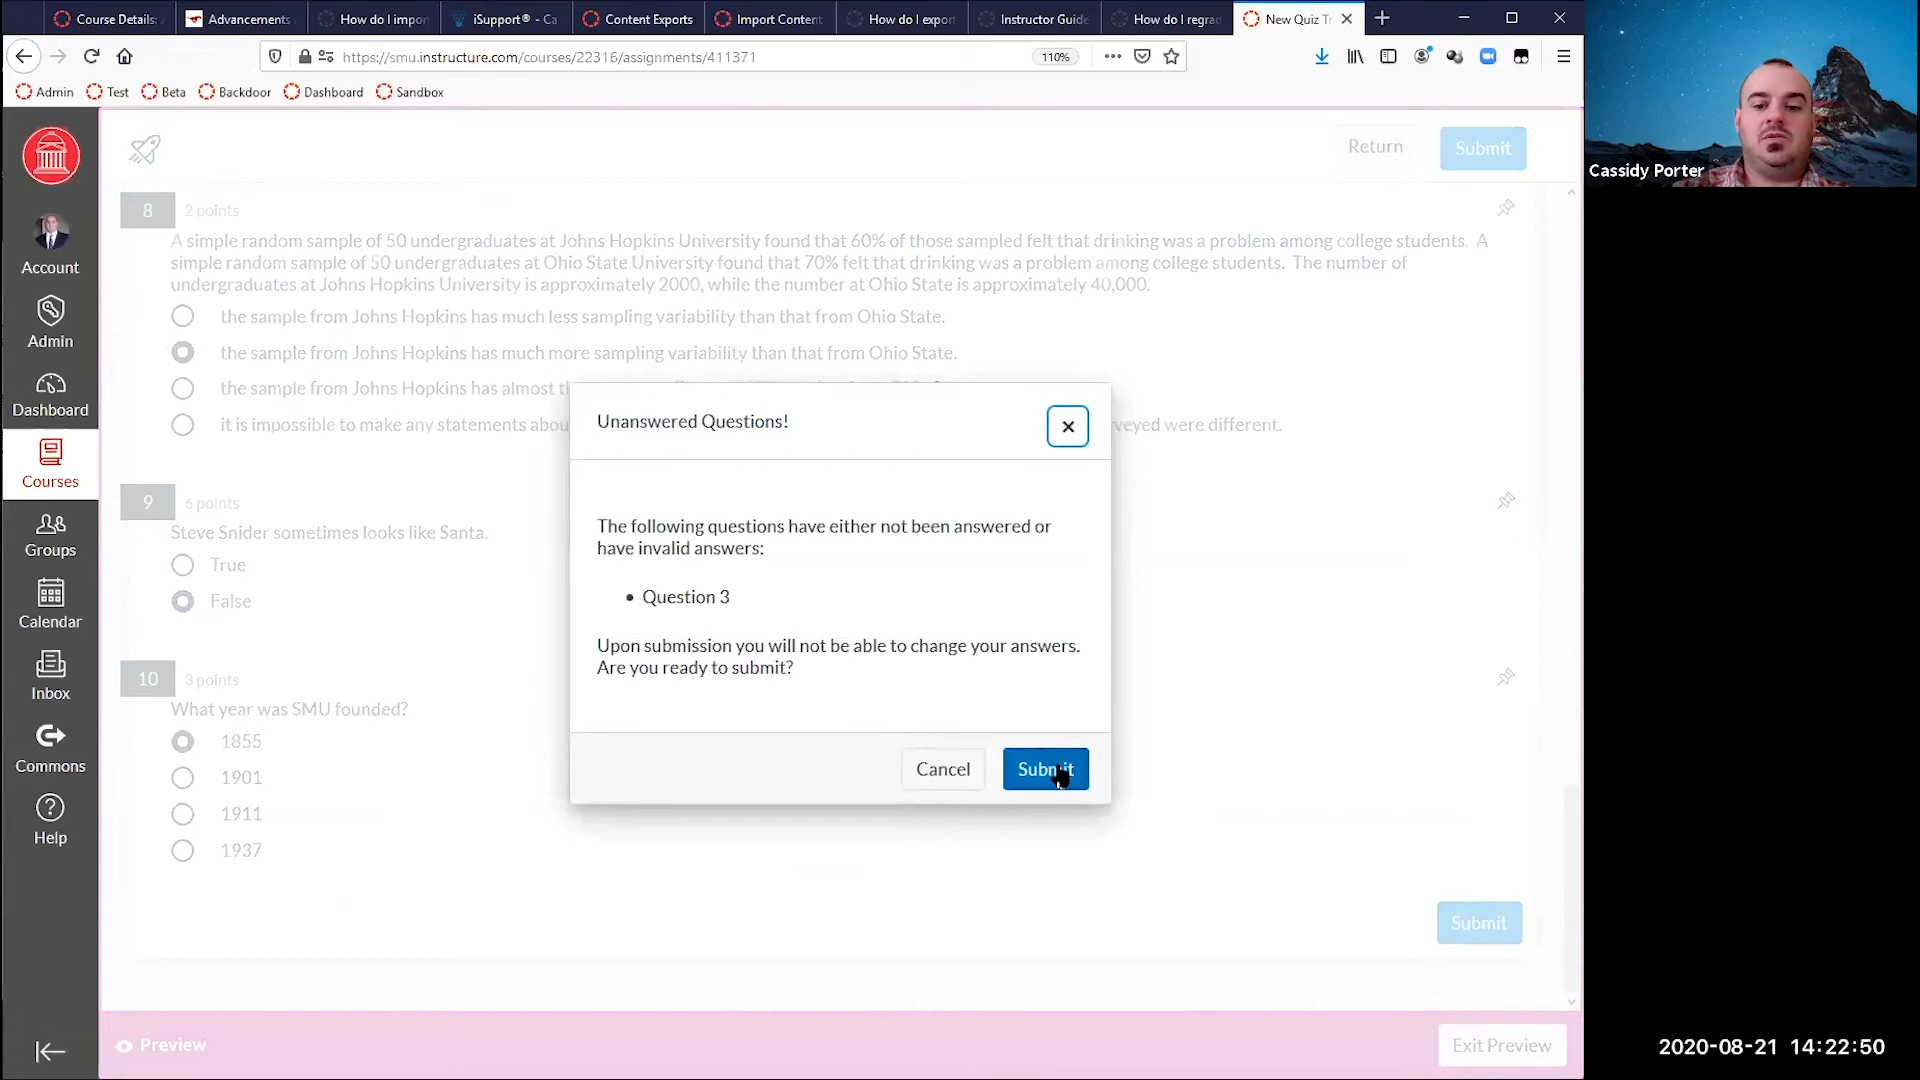 Course Details:
Advancements
How do I impor
iSupport® - Ca
Content Exports
Import Content
How do I export
Instructor Guide
How do I regrad
New Quiz Tr
https://smu.instructure.com/courses/22316/assignments/411371
110%
Admin
Test
Beta
Backdoor
Dashboard
Sandbox
Cassidy Porter
Account
Admin
Dashboard
Courses
Groups
Calendar
Inbox
Commons
Help
Return
Submit
8
2 points
A simple random sample of 50 undergraduates at Johns Hopkins University found that 60% of those sampled felt that drinking was a problem among college students. A
simple random sample of 50 undergraduates at Ohio State University found that 70% felt that drinking was a problem among college students. The number of
undergraduates at Johns Hopkins University is approximately 2000, while the number at Ohio State is approximately 40,000.
the sample from Johns Hopkins has much less sampling variability than that from Ohio State.
the sample from Johns Hopkins has much more sampling variability than that from Ohio State.
the sample from Johns Hopkins has almost t
it is impossible to make any statements abou
veyed were different.
9
6 points
Steve Snider sometimes looks like Santa.
True
False
10
3 points
What year was SMU founded?
1855
1901
1911
1937
Submit
Unanswered Questions!
The following questions have either not been answered or
have invalid answers:
• Question 3
Upon submission you will not be able to change your answers.
Are you ready to submit?
Cancel
Submit
Preview
Exit Preview
2020-08-21 14:22:50